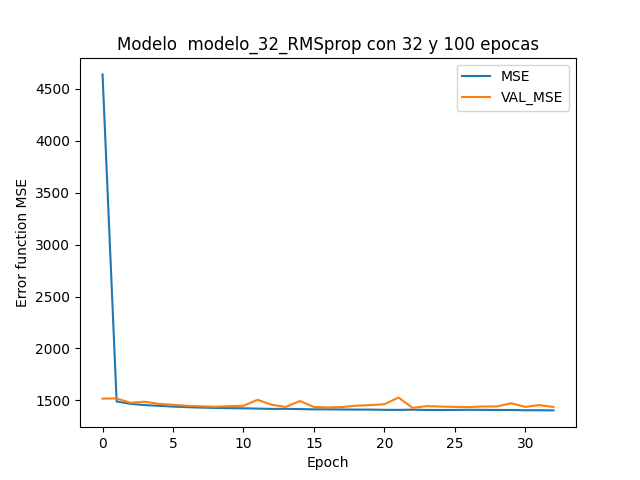 Modelo  modelo_32_RMSprop con 32 y 100 epocas
MSE
VAL_MSE
Error function MSE
4500
4000
3500
3000
2500
2000
1500
0 5 10 15 20 25 30
Epoch